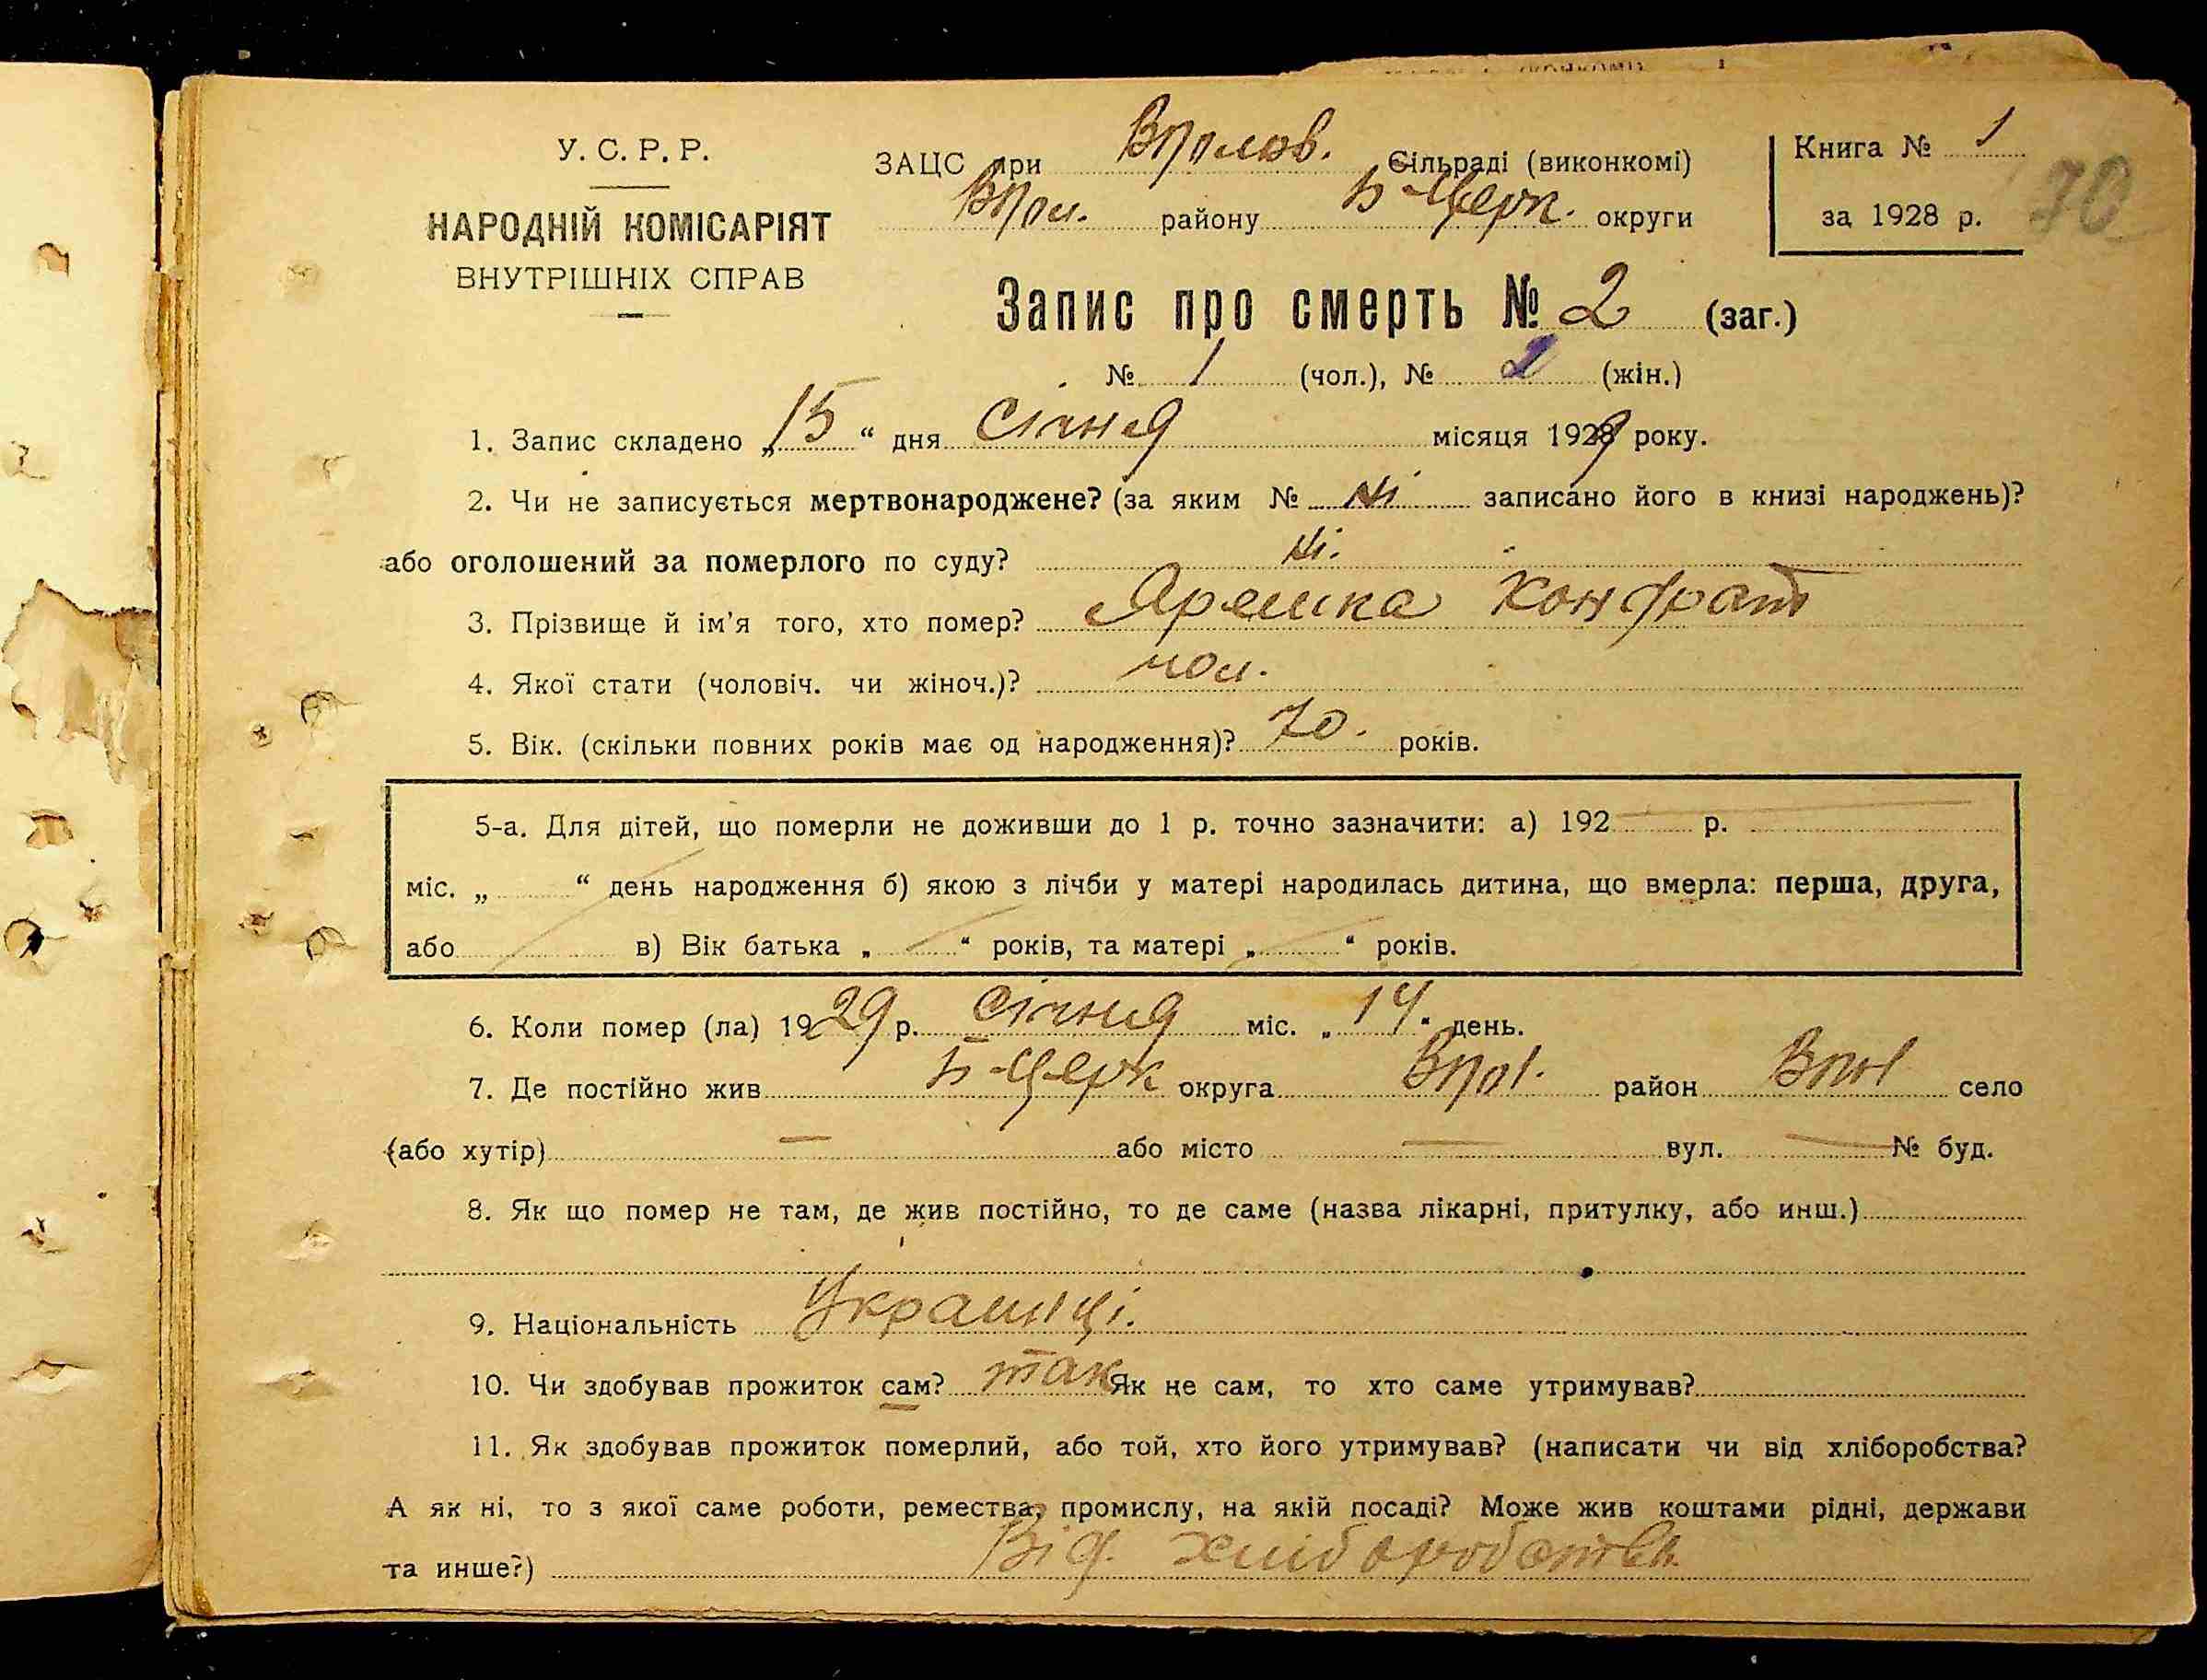 У. С. Р. Р.
НАРОДНІЙ КОМІСАРІЯТ
ВНУТРІШНІХ СПРАВ
ЗАЦС при Вполов. Сільраді (виконкомі)
Впол. району Б-Церк. округи
Книга № 1
за 1928 р.
70
Запис про смерть № 2 (заг.)
№ 1 (чол.), № (жін.)
1. Запис складено „15“ дня Січня місяця 1929 року.
2. Чи не записується мертвонароджене? (за яким № Ні записано його в книзі народжень)?
або оголошений за померлого по суду? Ні.
3. Прізвище й ім’я того, хто помер? Ярешка Кондрат
4. Якої стати (чоловіч. чи жіноч.)? чол.
5. Вік. (скільки повних років має од народження)? 70. років.
5-а. Для дітей, що померли не доживши до 1 р. точно зазначити: а) 192 р.
міс. „ “ день народження б) якою з лічби у матері народилась дитина, що вмерла: перша, друга,
або в) Вік батька „ “ років, та матері „ “ років.
6. Коли помер (ла) 1929 р. Січня міс. „14“ день.
7. Де постійно жив Б-Церк округа Впол. район Впол село
(або хутір) — або місто — вул. — № буд.
8. Як що помер не там, де жив постійно, то де саме (назва лікарні, притулку, або инш.)
9. Національність Українці.
10. Чи здобував прожиток сам? так Як не сам, то хто саме утримував?
11. Як здобував прожиток померлий, або той, хто його утримував? (написати чи від хліборобства?
А як ні, то з якої саме роботи, ремества, промислу, на якій посаді? Може жив коштами рідні, держави
та инше?) Від. хліборобства.